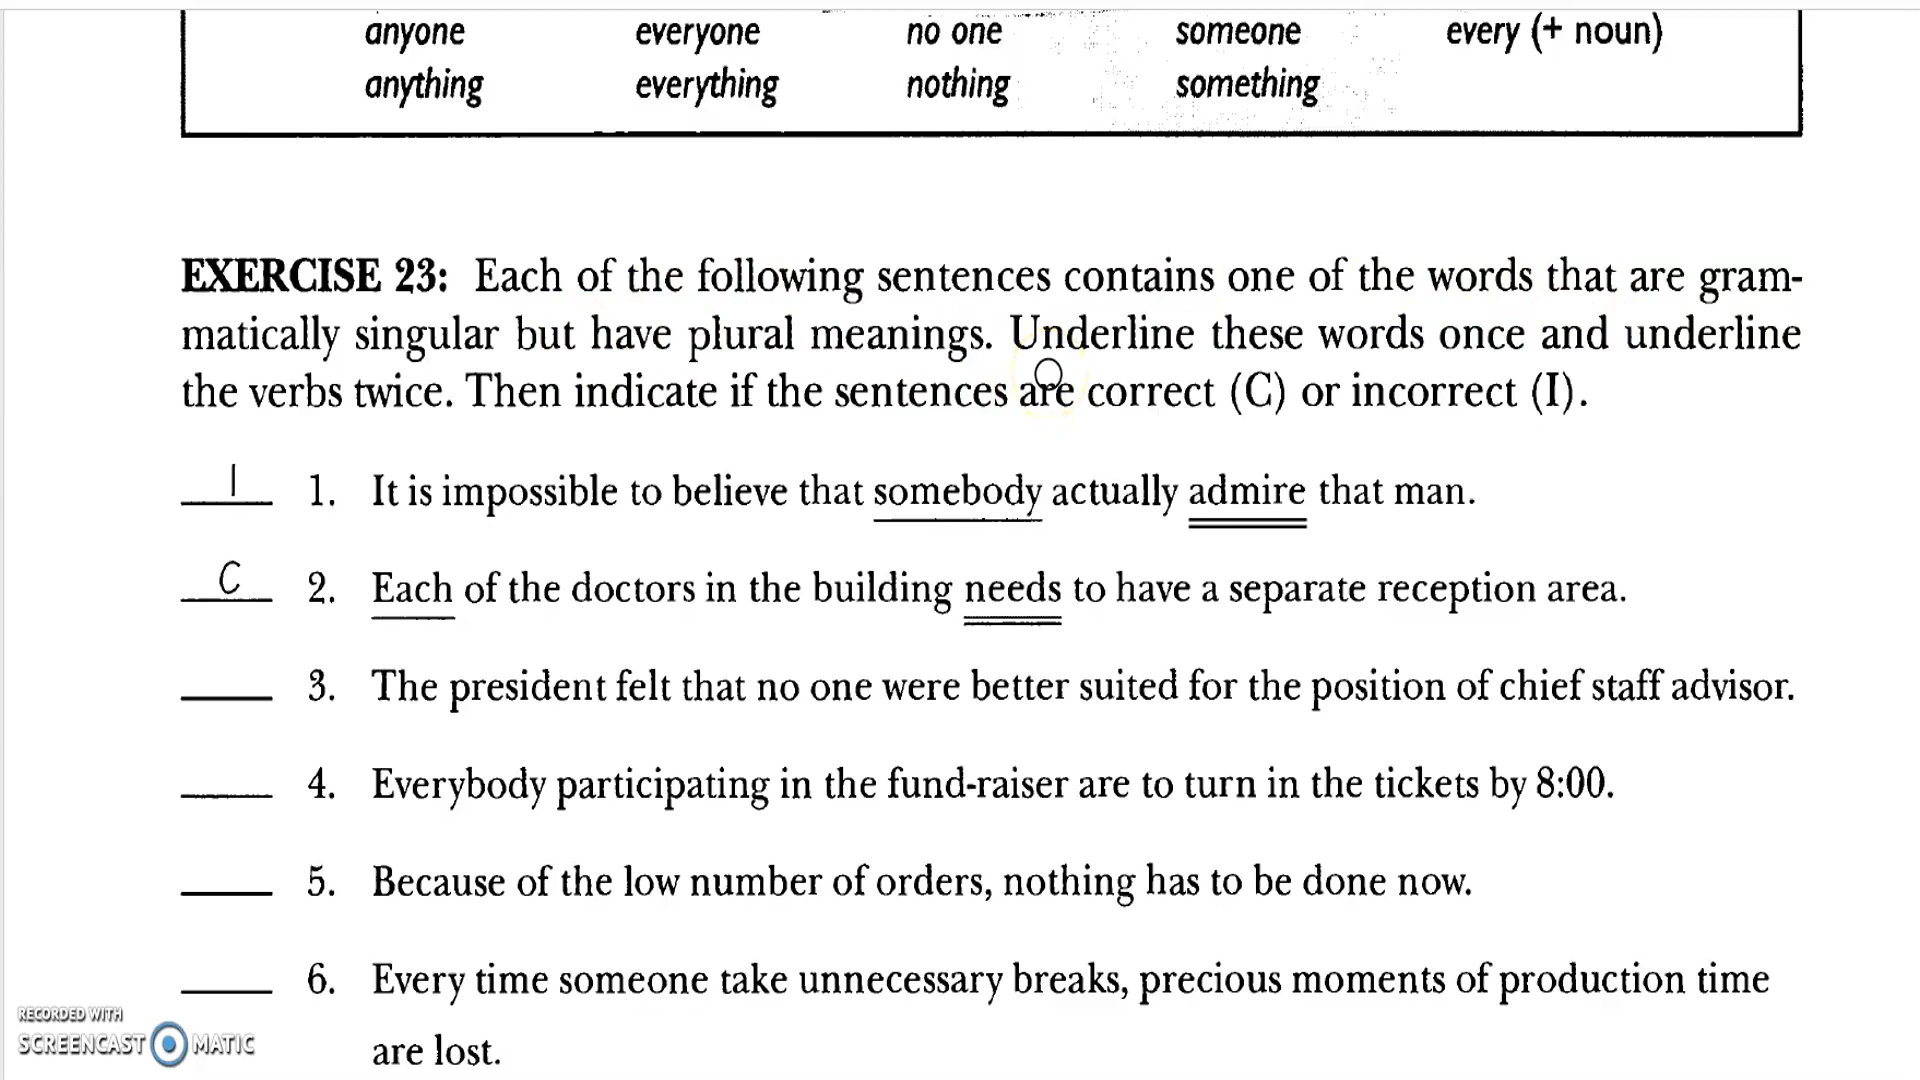 anyone everyone no one someone every (+ noun)
anything everything nothing something
EXERCISE 23: Each of the following sentences contains one of the words that are gram-
matically singular but have plural meanings. Underline these words once and underline
the verbs twice. Then indicate if the sentences are correct (C) or incorrect (I).
I 1. It is impossible to believe that somebody actually admire that man.
C 2. Each of the doctors in the building needs to have a separate reception area.
3. The president felt that no one were better suited for the position of chief staff advisor.
4. Everybody participating in the fund-raiser are to turn in the tickets by 8:00.
5. Because of the low number of orders, nothing has to be done now.
6. Every time someone take unnecessary breaks, precious moments of production time
are lost.
RECORDED WITH
SCREENCAST MATIC